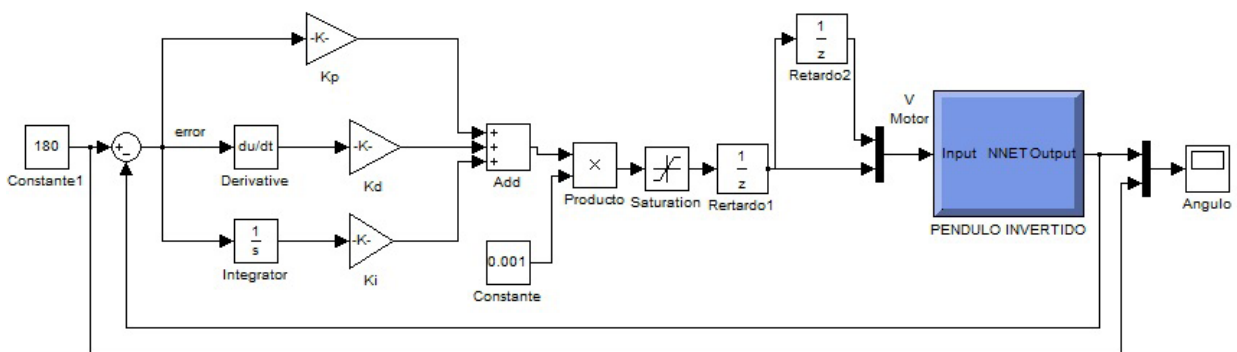 -K-
Kp
1
z
Retardo2
V
Motor
180
Constante1
+
−
error
du/dt
Derivative
-K-
Kd
+
+
+
Add
×
Producto
Saturation
1
z
Rertardo1
Input
NNET Output
PENDULO INVERTIDO
Angulo
1
s
Integrator
-K-
Ki
0.001
Constante